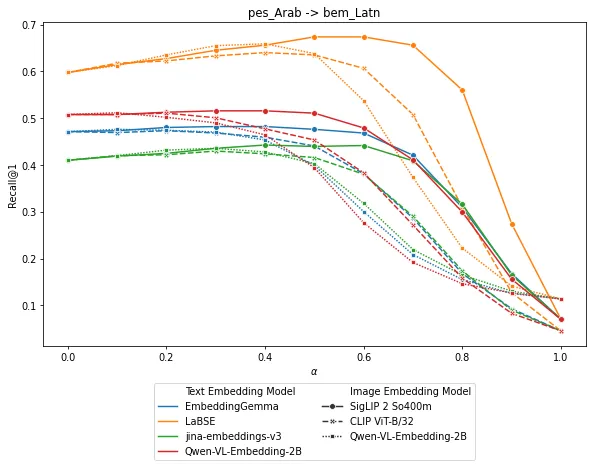 pes_Arab -> bem_Latn
0.7
0.6
0.5
0.4
0.3
0.2
0.1
Recall@1
0.0 0.2 0.4 0.6 0.8 1.0
α
Text Embedding Model Image Embedding Model
EmbeddingGemma SigLIP 2 So400m
LaBSE CLIP ViT-B/32
jina-embeddings-v3 Qwen-VL-Embedding-2B
Qwen-VL-Embedding-2B